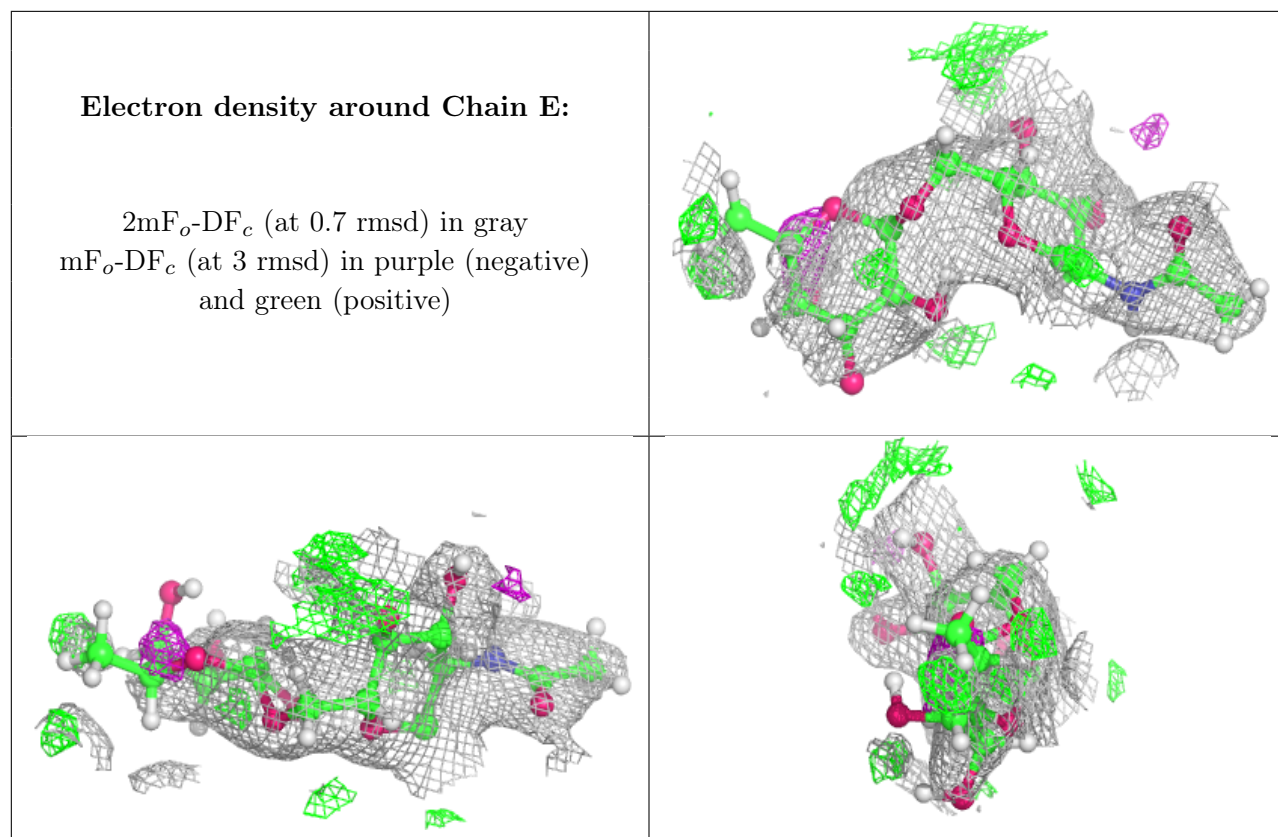 Electron density around Chain E:
2mFₒ-DF𝒸 (at 0.7 rmsd) in gray
mFₒ-DF𝒸 (at 3 rmsd) in purple (negative)
and green (positive)